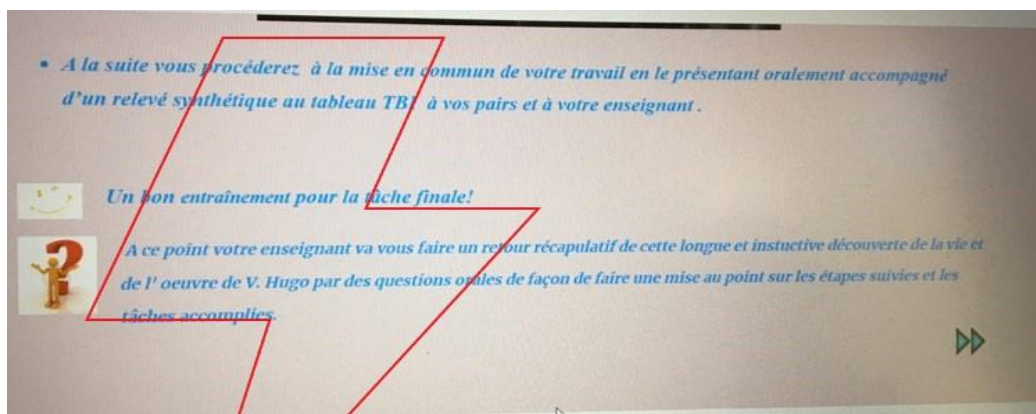 • A la suite vous procéderez à la mise en commun de votre travail en le présentant oralement accompagné
d'un relevé synthétique au tableau TBI à vos pairs et à votre enseignant .
Un bon entraînement pour la tâche finale!
A ce point votre enseignant va vous faire un retour récapulatif de cette longue et instuctive découverte de la vie et
de l' oeuvre de V. Hugo par des questions orales de façon de faire une mise au point sur les étapes suivies et les
tâches accomplies.